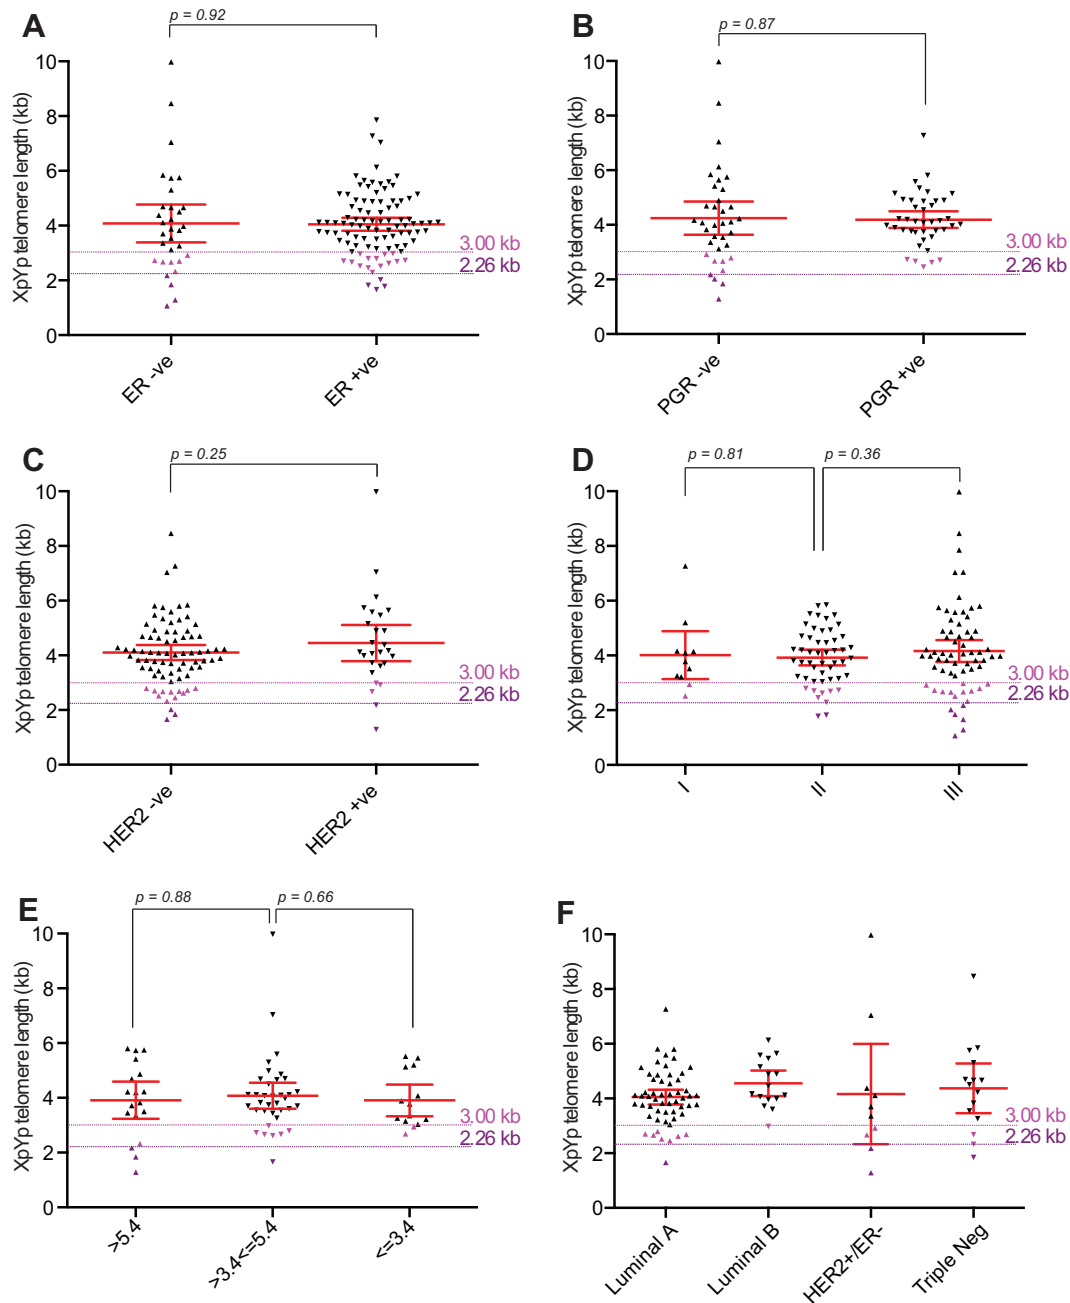 A
p = 0.92
XpYp telomere length (kb)
10
8
6
4
2
0
3.00 kb
2.26 kb
ER -ve
ER +ve
B
p = 0.87
XpYp telomere length (kb)
10
8
6
4
2
0
3.00 kb
2.26 kb
PGR -ve
PGR +ve
C
p = 0.25
XpYp telomere length (kb)
10
8
6
4
2
0
3.00 kb
2.26 kb
HER2 -ve
HER2 +ve
D
p = 0.81
p = 0.36
XpYp telomere length (kb)
10
8
6
4
2
0
3.00 kb
2.26 kb
I
II
III
E
p = 0.88
p = 0.66
XpYp telomere length (kb)
10
8
6
4
2
0
3.00 kb
2.26 kb
>5.4
>3.4<=5.4
<=3.4
F
XpYp telomere length (kb)
10
8
6
4
2
0
3.00 kb
2.26 kb
Luminal A
Luminal B
HER2+/ER-
Triple Neg